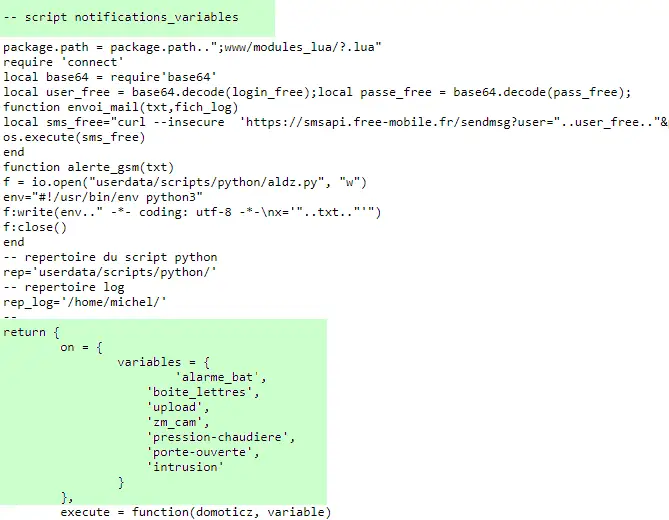 -- script notifications_variables
package.path = package.path..";www/modules_lua/?.lua"
require 'connect'
local base64 = require'base64'
local user_free = base64.decode(login_free);local passe_free = base64.decode(pass_free);
function envoi_mail(txt,fich_log)
local sms_free="curl --insecure  'https://smsapi.free-mobile.fr/sendmsg?user="..user_free.."&
os.execute(sms_free)
end
function alerte_gsm(txt)
f = io.open("userdata/scripts/python/aldz.py", "w")
env="#!/usr/bin/env python3"
f:write(env.." -*- coding: utf-8 -*-\nx='"..txt.."'")
f:close()
end
-- repertoire du script python
rep='userdata/scripts/python/'
-- repertoire log
rep_log='/home/michel/'
--
return {
on = {
variables = {
'alarme_bat',
'boite_lettres',
'upload',
'zm_cam',
'pression-chaudiere',
'porte-ouverte',
'intrusion'
}
},
execute = function(domoticz, variable)